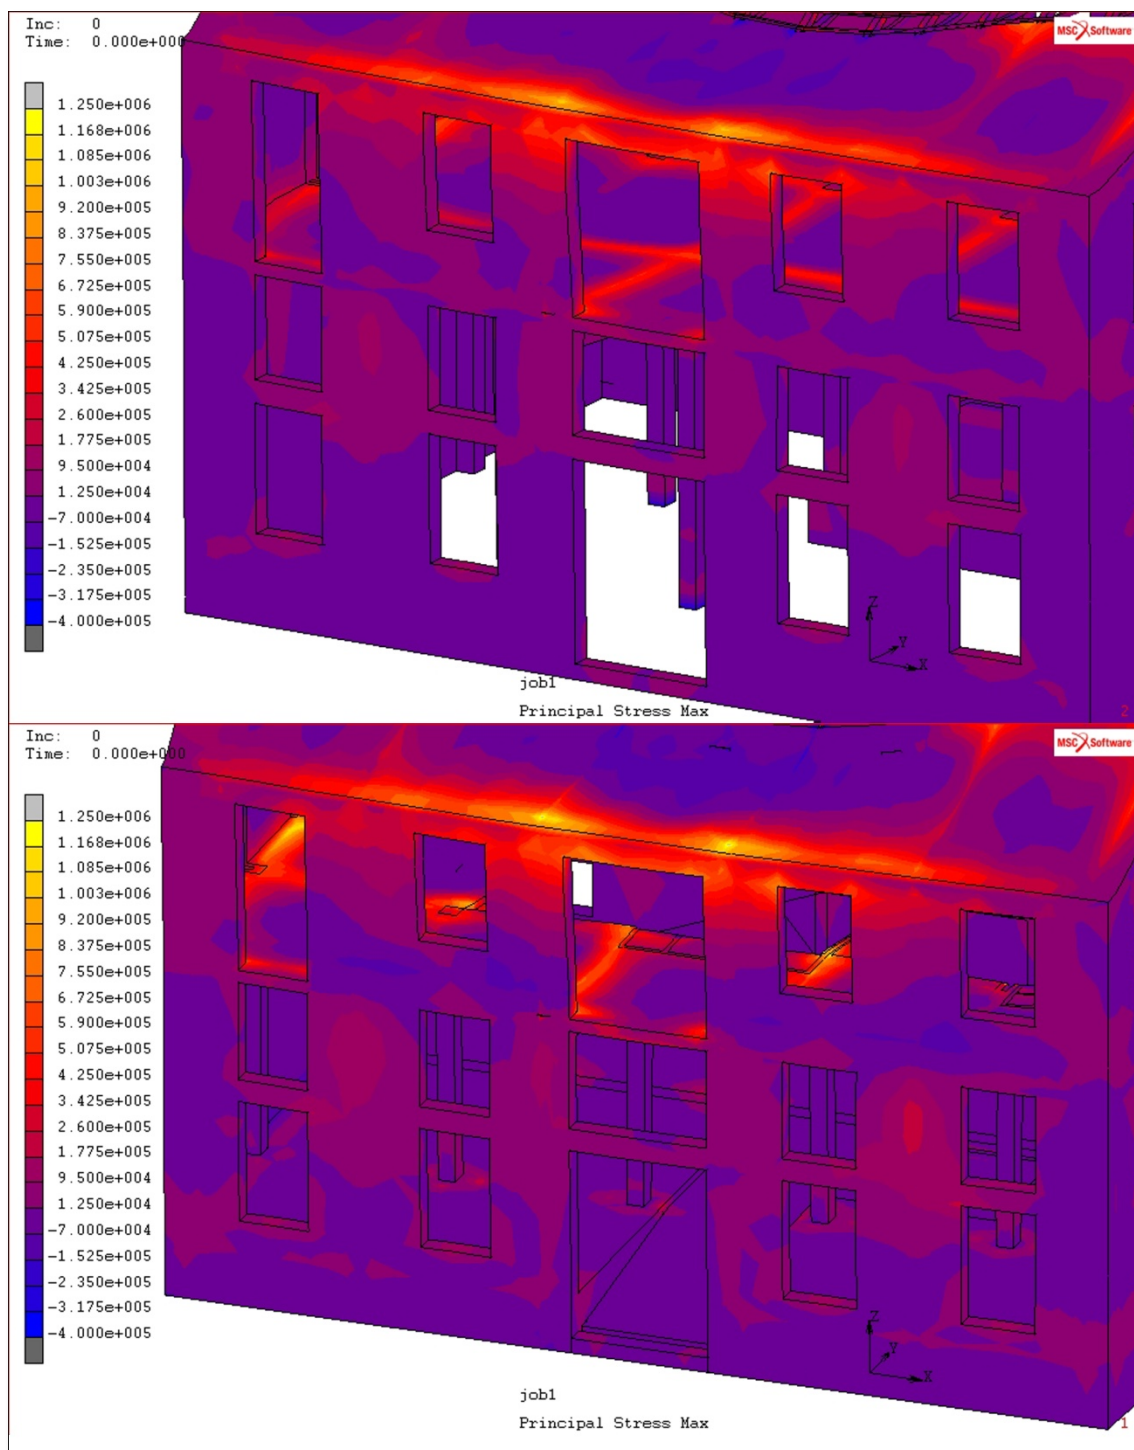 Inc: 0
Time: 0.000e+000
MSC Software
1.250e+006
1.168e+006
1.085e+006
1.003e+006
9.200e+005
8.375e+005
7.550e+005
6.725e+005
5.900e+005
5.075e+005
4.250e+005
3.425e+005
2.600e+005
1.775e+005
9.500e+004
1.250e+004
-7.000e+004
-1.525e+005
-2.350e+005
-3.175e+005
-4.000e+005
Z
Y
X
job1
Principal Stress Max
2
Inc: 0
Time: 0.000e+000
MSC Software
1.250e+006
1.168e+006
1.085e+006
1.003e+006
9.200e+005
8.375e+005
7.550e+005
6.725e+005
5.900e+005
5.075e+005
4.250e+005
3.425e+005
2.600e+005
1.775e+005
9.500e+004
1.250e+004
-7.000e+004
-1.525e+005
-2.350e+005
-3.175e+005
-4.000e+005
Z
Y
X
job1
Principal Stress Max
1